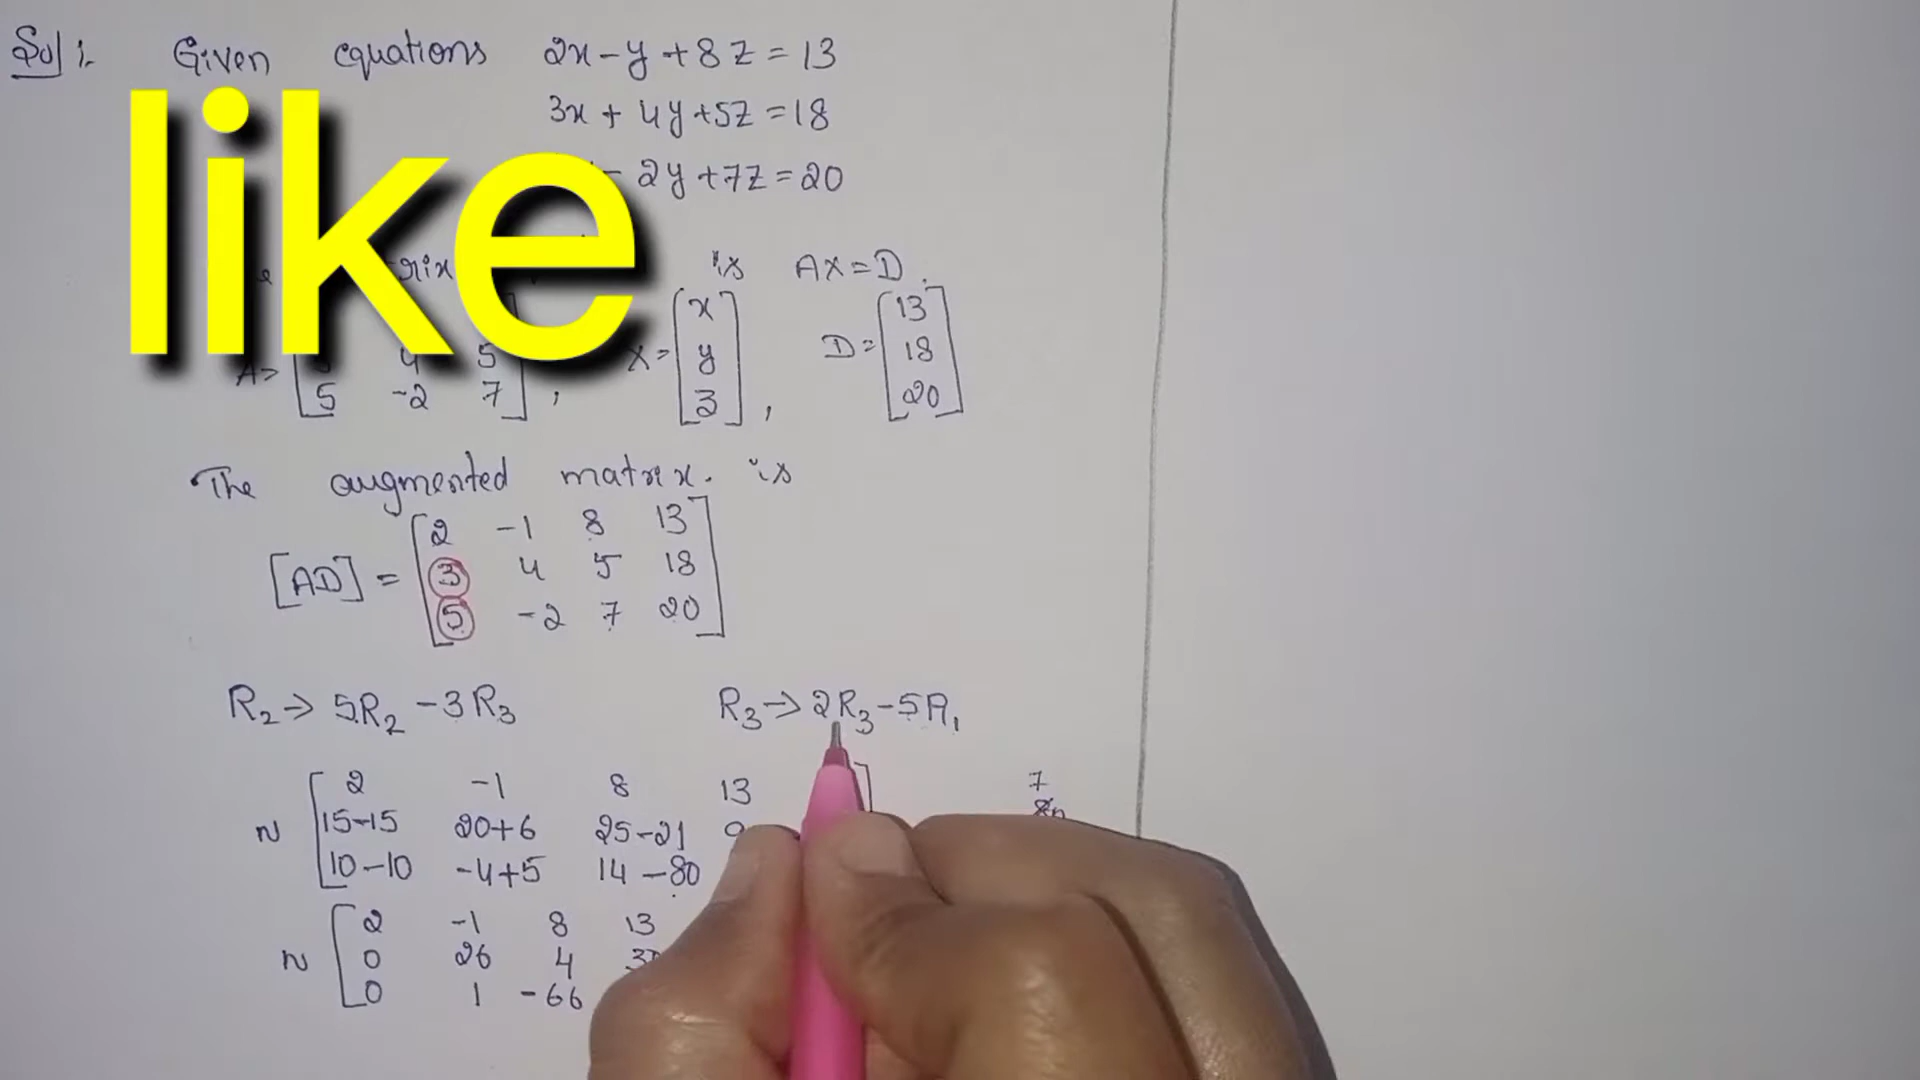 Sol :- Given equations 2x - y + 8z = 13
3x + 4y + 5z = 18
- 2y + 7z = 20
like
is AX = D.
A = [ 4 5 5 -2 7 ], X = [ x y 3 ], D = [ 13 18 20 ]
The augmented matrix. is
[AD] = [ 2 -1 8 13
3 4 5 18
5 -2 7 20 ]
R2 → 5R2 - 3R3 R3 → 2R3 - 5R1
~ [ 2 -1 8 13 ] 7
15-15 20+6 25-21
10-10 -4+5 14-80
~ [ 2 -1 8 13
0 26 4
0 1 -66